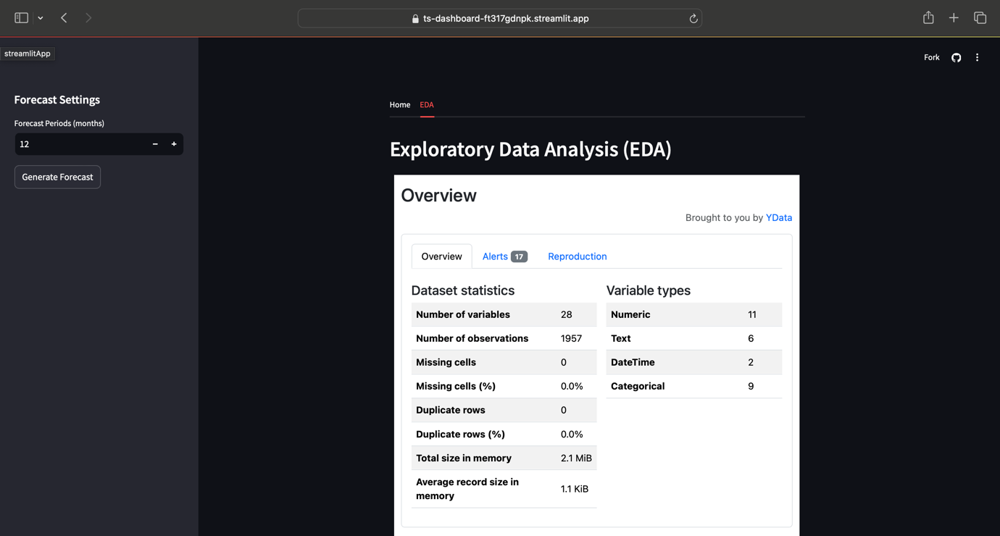 ts-dashboard-ft317gdnpk.streamlit.app
streamlitApp
Fork
Forecast Settings
Forecast Periods (months)
12
Generate Forecast
Home EDA
Exploratory Data Analysis (EDA)
Overview
Brought to you by YData
Overview Alerts 17 Reproduction
Dataset statistics
Number of variables 28
Number of observations 1957
Missing cells 0
Missing cells (%) 0.0%
Duplicate rows 0
Duplicate rows (%) 0.0%
Total size in memory 2.1 MiB
Average record size in
memory
1.1 KiB
Variable types
Numeric 11
Text 6
DateTime 2
Categorical 9